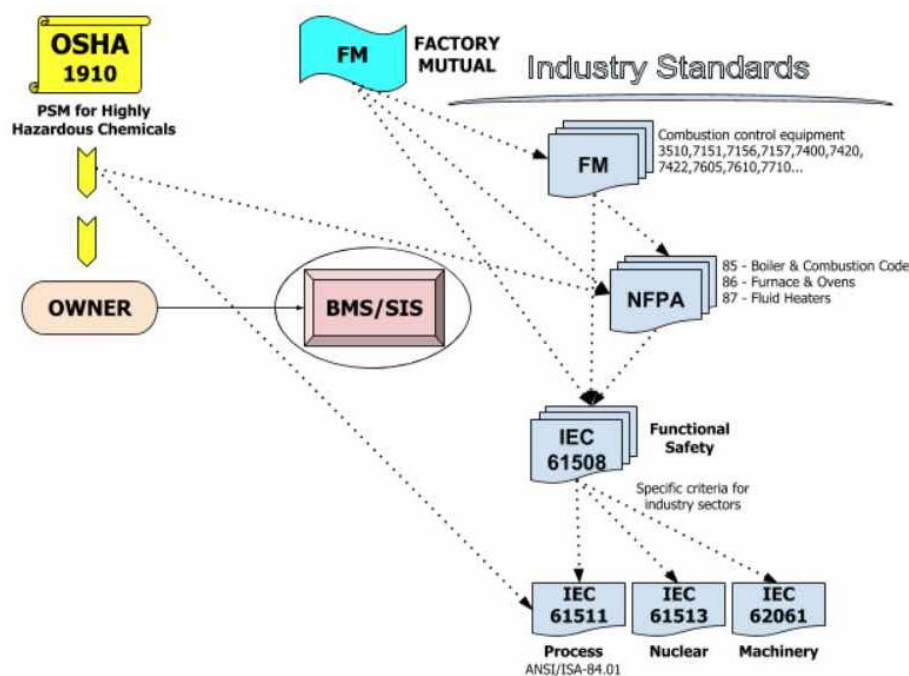 OSHA
1910
PSM for Highly
Hazardous Chemicals
FM
FACTORY
MUTUAL
Industry Standards
FM
Combustion control equipment
3510,7151,7156,7157,7400,7420,
7422,7605,7610,7710...
OWNER
BMS/SIS
NFPA
85 - Boiler & Combustion Code
86 - Furnace & Ovens
87 - Fluid Heaters
IEC
61508
Functional
Safety
Specific criteria for
industry sectors
IEC
61511
Process
ANSI/ISA-84.01
IEC
61513
Nuclear
IEC
62061
Machinery